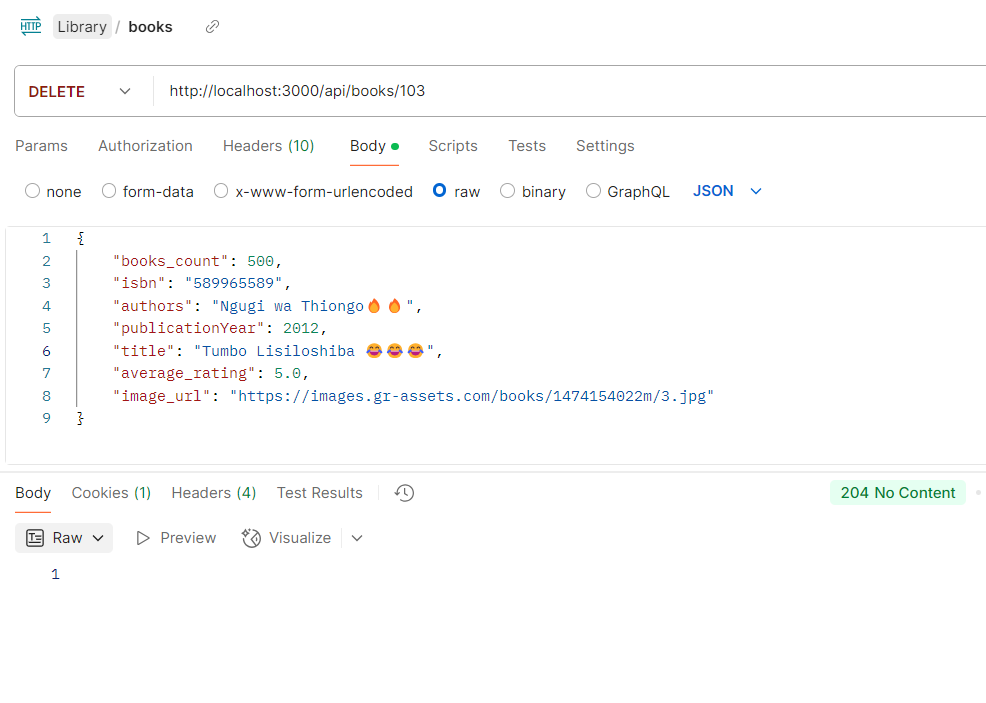 HTTP Library / books
DELETE http://localhost:3000/api/books/103
Params Authorization Headers (10) Body Scripts Tests Settings
none form-data x-www-form-urlencoded raw binary GraphQL JSON
1 {
2 "books_count": 500,
3 "isbn": "589965589",
4 "authors": "Ngugi wa Thiongo🔥🔥",
5 "publicationYear": 2012,
6 "title": "Tumbo Lisiloshiba 😂😂😂",
7 "average_rating": 5.0,
8 "image_url": "https://images.gr-assets.com/books/1474154022m/3.jpg"
9 }
Body Cookies (1) Headers (4) Test Results 204 No Content
Raw Preview Visualize
1